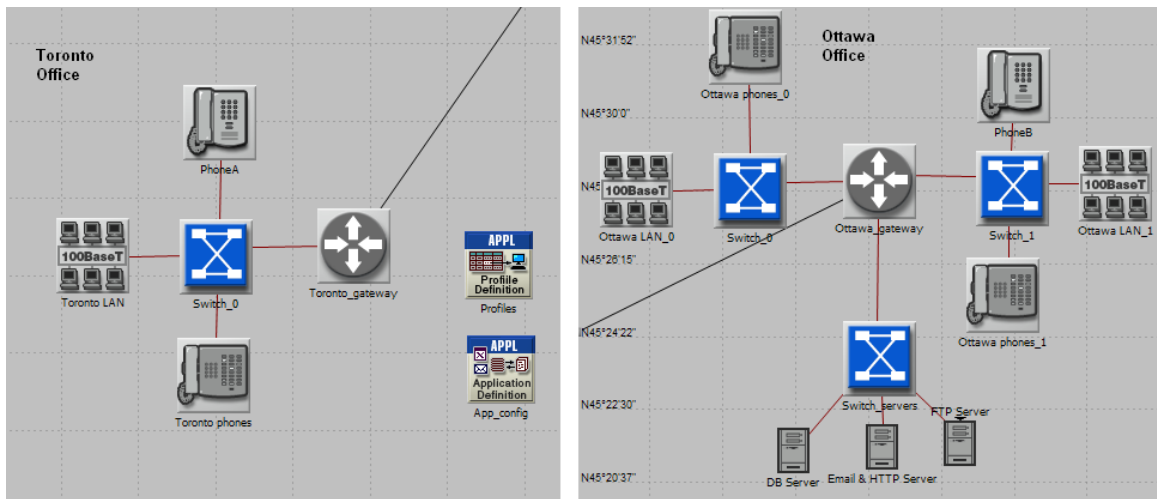 Toronto
Office
PhoneA
100BaseT
Toronto LAN
Switch_0
Toronto_gateway
Toronto phones
APPL
Profile
Definition
Profiles
APPL
Application
Definition
App_config
N45°31'52"
Ottawa
Office
Ottawa phones_0
N45°30'0"
PhoneB
100BaseT
N45
100BaseT
Ottawa LAN_0
Switch_0
Ottawa_gateway
Switch_1
Ottawa LAN_1
N45°26'15"
N45°24'22"
Ottawa phones_1
N45°22'30"
Switch_servers
FTP Server
N45°20'37"
DB Server
Email & HTTP Server